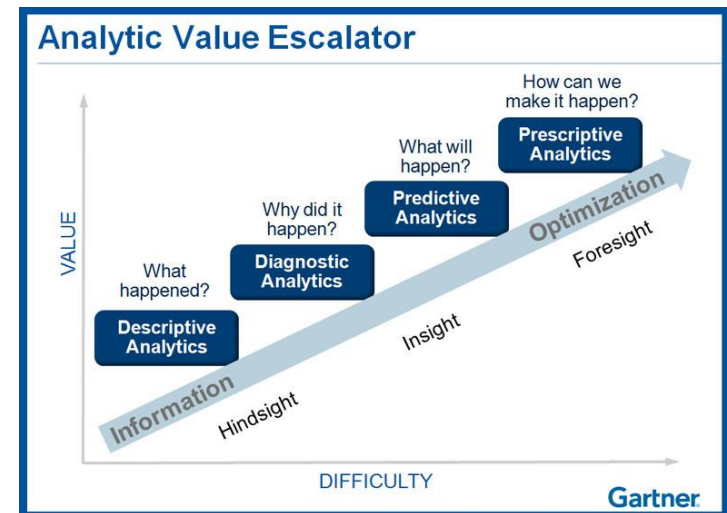 Analytic Value Escalator
How can we
make it happen?
Prescriptive
Analytics
What will
happen?
Predictive
Analytics
Why did it
happen?
Diagnostic
Analytics
What
happened?
Descriptive
Analytics
VALUE
Information
Optimization
Hindsight
Insight
Foresight
DIFFICULTY
Gartner